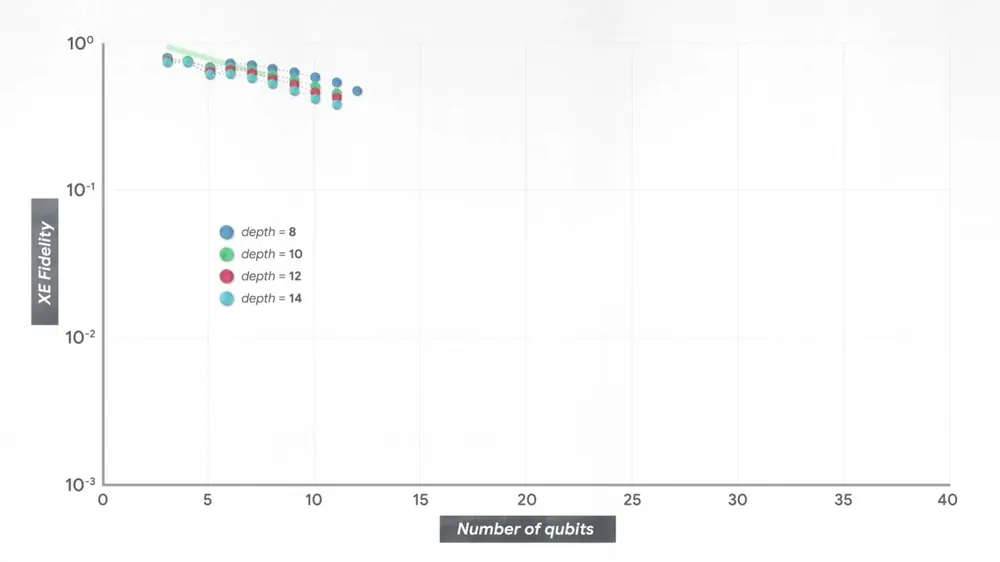 10⁰
10⁻¹
10⁻²
10⁻³
XE Fidelity
depth = 8
depth = 10
depth = 12
depth = 14
0 5 10 15 20 25 30 35 40
Number of qubits